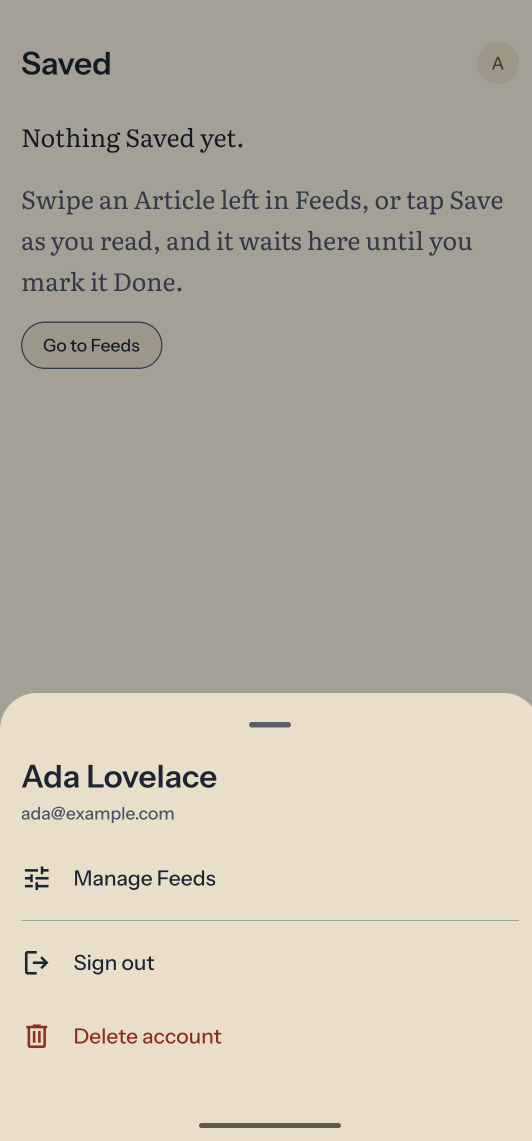 Saved
A
Nothing Saved yet.
Swipe an Article left in Feeds, or tap Save
as you read, and it waits here until you
mark it Done.
Go to Feeds
Ada Lovelace
ada@example.com
Manage Feeds
Sign out
Delete account